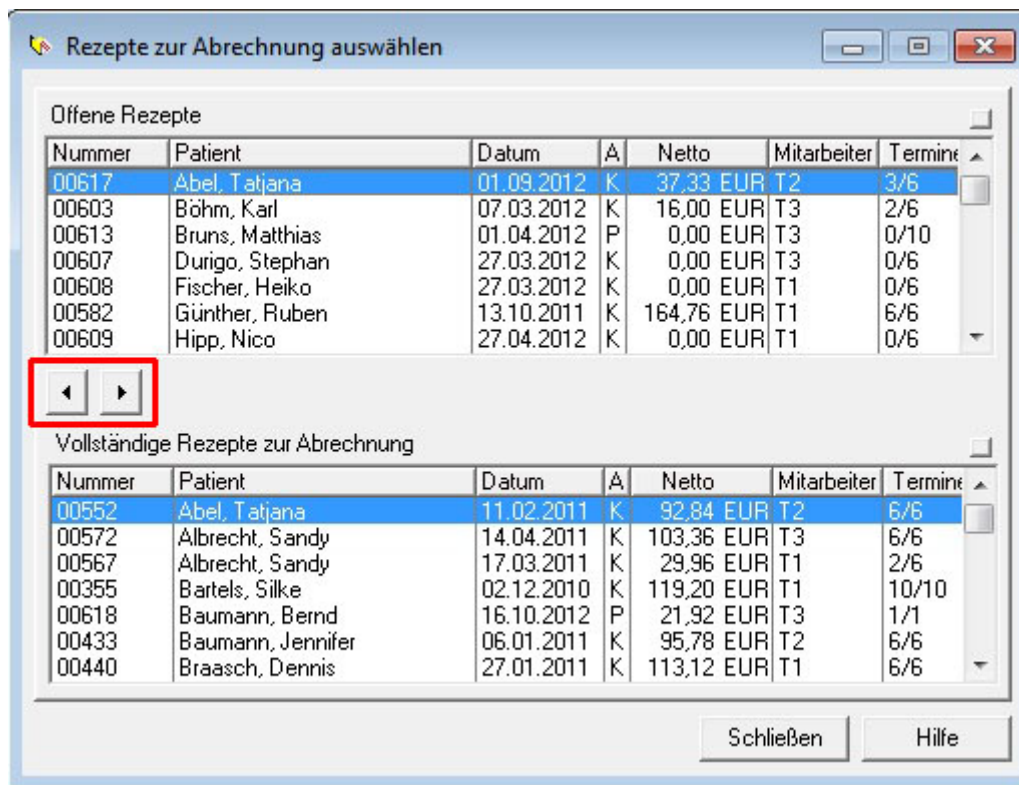 Rezepte zur Abrechnung auswählen
Offene Rezepte
Nummer Patient Datum A Netto Mitarbeiter Termine
00617 Abel, Tatjana 01.09.2012 K 37,33 EUR T2 3/6
00603 Böhm, Karl 07.03.2012 K 16,00 EUR T3 2/6
00613 Bruns, Matthias 01.04.2012 P 0,00 EUR T3 0/10
00607 Durigo, Stephan 27.03.2012 K 0,00 EUR T3 0/6
00608 Fischer, Heiko 27.03.2012 K 0,00 EUR T1 0/6
00582 Günther, Ruben 13.10.2011 K 164,76 EUR T1 6/6
00609 Hipp, Nico 27.04.2012 K 0,00 EUR T1 0/6
Vollständige Rezepte zur Abrechnung
Nummer Patient Datum A Netto Mitarbeiter Termine
00552 Abel, Tatjana 11.02.2011 K 92,84 EUR T2 6/6
00572 Albrecht, Sandy 14.04.2011 K 103,36 EUR T3 6/6
00567 Albrecht, Sandy 17.03.2011 K 29,96 EUR T1 2/6
00355 Bartels, Silke 02.12.2010 K 119,20 EUR T1 10/10
00618 Baumann, Bernd 16.10.2012 P 21,92 EUR T3 1/1
00433 Baumann, Jennifer 06.01.2011 K 95,78 EUR T2 6/6
00440 Braasch, Dennis 27.01.2011 K 113,12 EUR T1 6/6
Schließen Hilfe